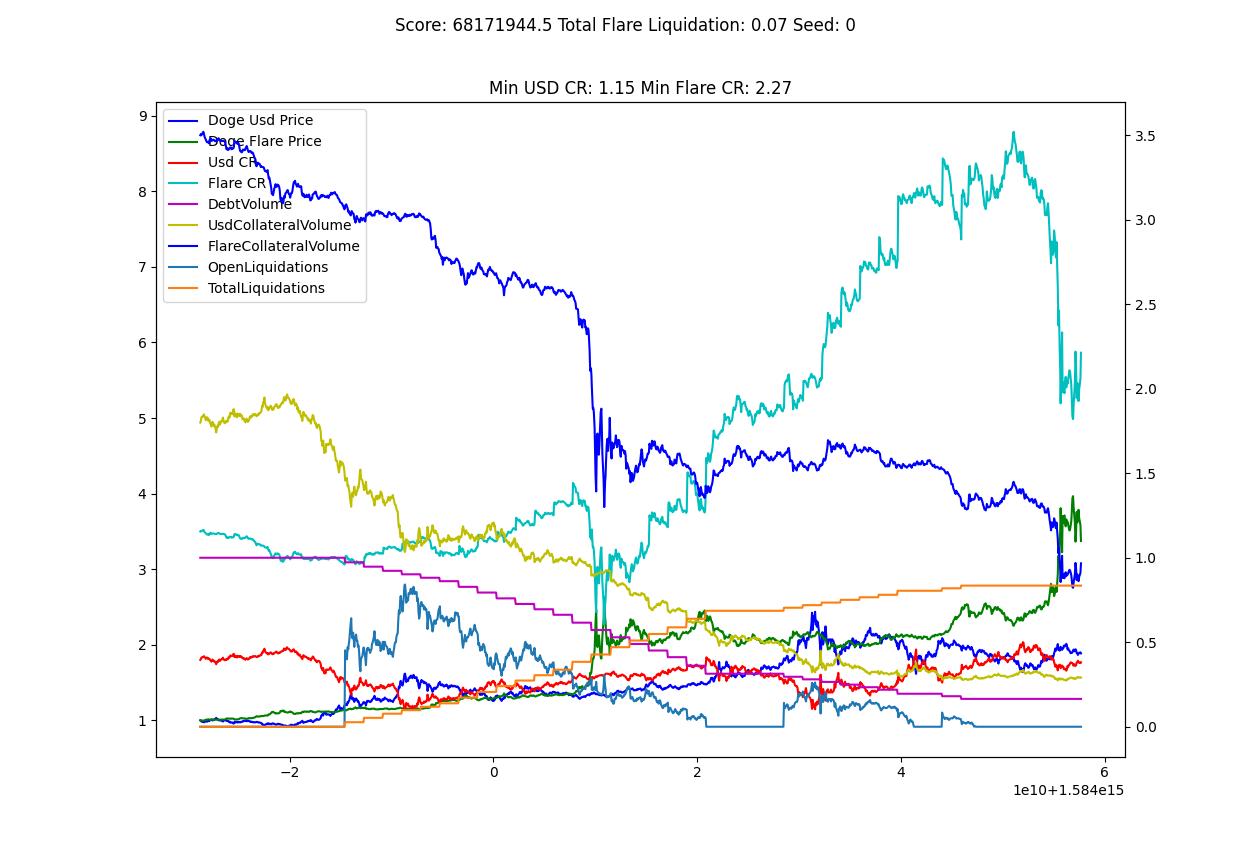 Score: 68171944.5 Total Flare Liquidation: 0.07 Seed: 0
Min USD CR: 1.15 Min Flare CR: 2.27
Doge Usd Price
Doge Flare Price
Usd CR
Flare CR
DebtVolume
UsdCollateralVolume
FlareCollateralVolume
OpenLiquidations
TotalLiquidations
9
8
7
6
5
4
3
2
1
3.5
3.0
2.5
2.0
1.5
1.0
0.5
0.0
−2
0
2
4
6
1e10+1.584e15